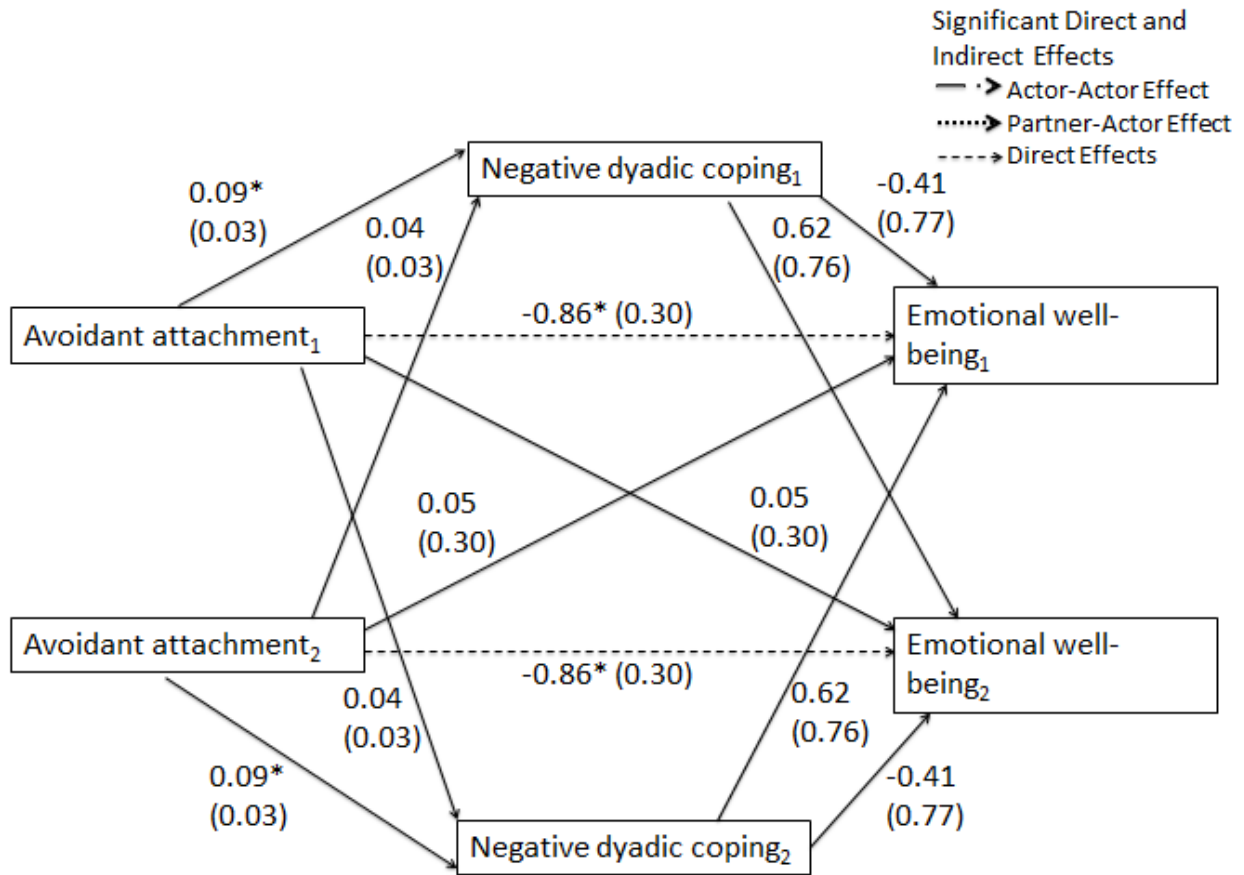 Significant Direct and
Indirect Effects
Actor-Actor Effect
Partner-Actor Effect
Direct Effects
Negative dyadic coping₁
0.09*
(0.03)
0.04
(0.03)
0.62
(0.76)
-0.41
(0.77)
Avoidant attachment₁
-0.86* (0.30)
Emotional well-
being₁
0.05
(0.30)
0.05
(0.30)
Avoidant attachment₂
-0.86* (0.30)
Emotional well-
being₂
0.04
(0.03)
0.62
(0.76)
0.09*
(0.03)
-0.41
(0.77)
Negative dyadic coping₂